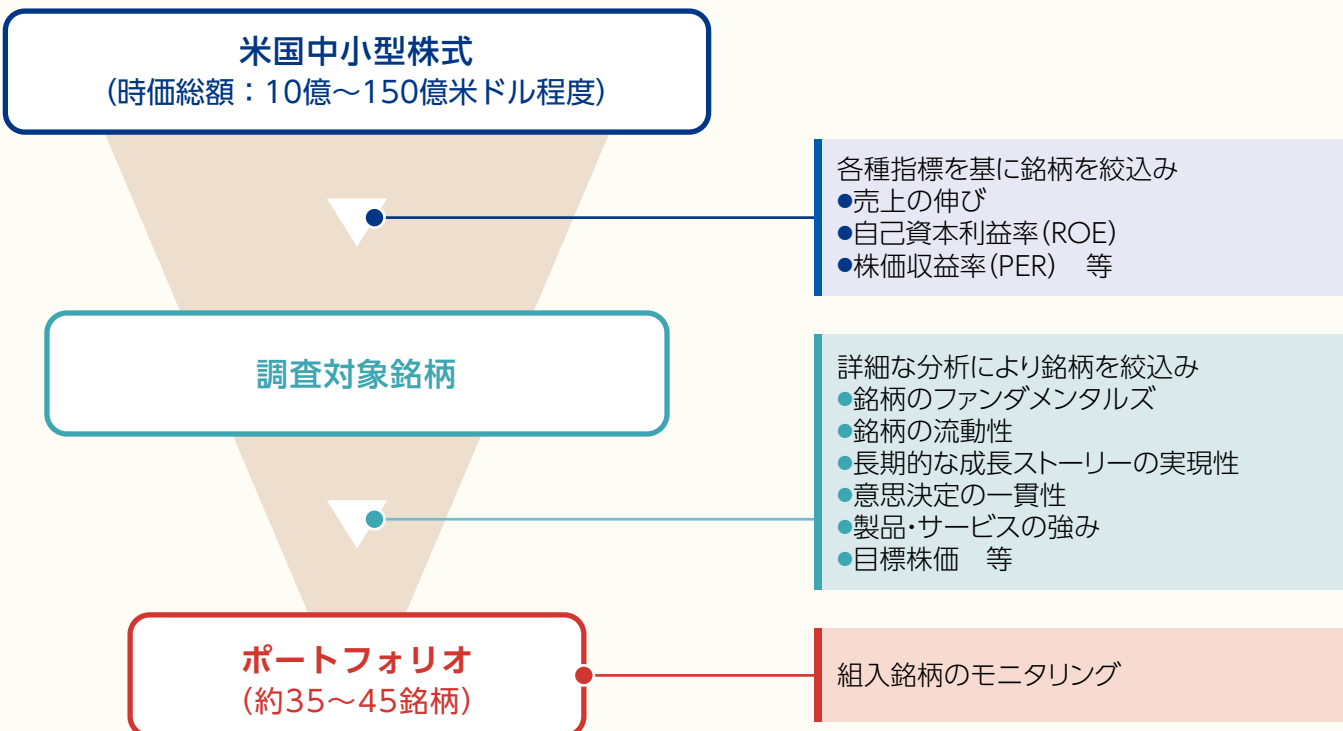 米国中小型株式
（時価総額：10億～150億米ドル程度）
各種指標を基に銘柄を絞込み
●売上の伸び
●自己資本利益率（ROE）
●株価収益率（PER）　等
調査対象銘柄
詳細な分析により銘柄を絞込み
●銘柄のファンダメンタルズ
●銘柄の流動性
●長期的な成長ストーリーの実現性
●意思決定の一貫性
●製品・サービスの強み
●目標株価　等
ポートフォリオ
（約35～45銘柄）
組入銘柄のモニタリング